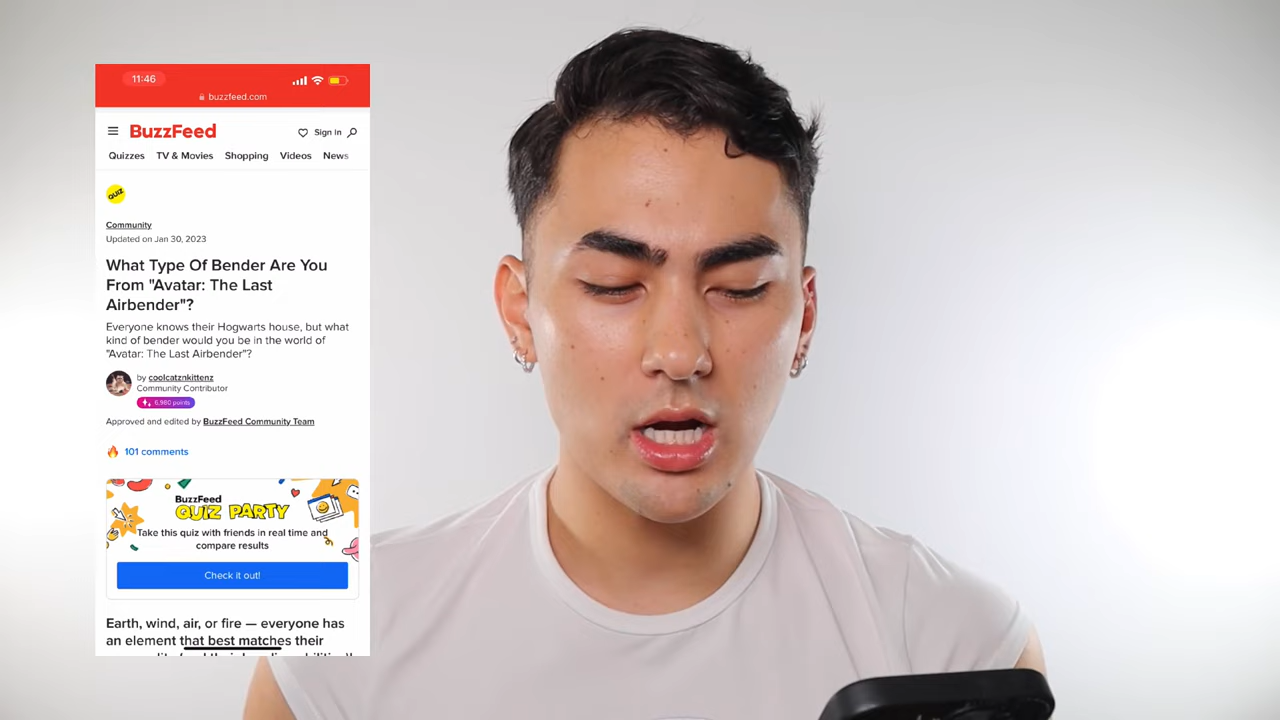 11:46
buzzfeed.com
BuzzFeed
Sign In
Quizzes TV & Movies Shopping Videos News
QUIZ
Community
Updated on Jan 30, 2023
What Type Of Bender Are You
From "Avatar: The Last
Airbender"?
Everyone knows their Hogwarts house, but what
kind of bender would you be in the world of
"Avatar: The Last Airbender"?
by coolcatznkittenz
Community Contributor
6,980 points
Approved and edited by BuzzFeed Community Team
101 comments
BuzzFeed
QUIZ PARTY
Take this quiz with friends in real time and
compare results
Check it out!
Earth, wind, air, or fire — everyone has
an element that best matches their